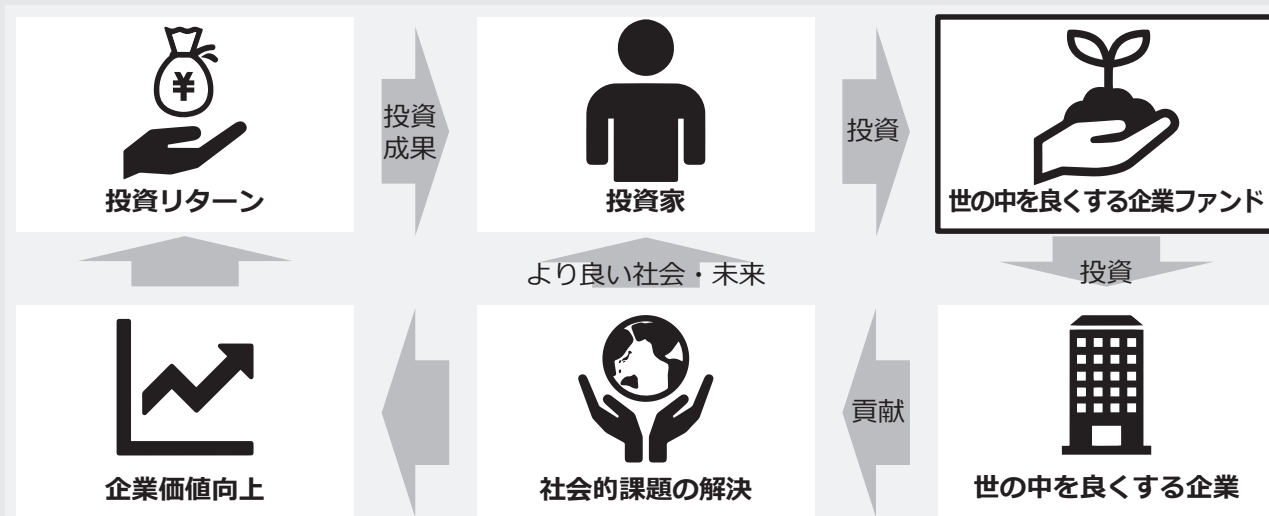 ¥
投資リターン
投資
成果
投資家
投資
世の中を良くする企業ファンド
より良い社会・未来
投資
企業価値向上
社会的課題の解決
貢献
世の中を良くする企業